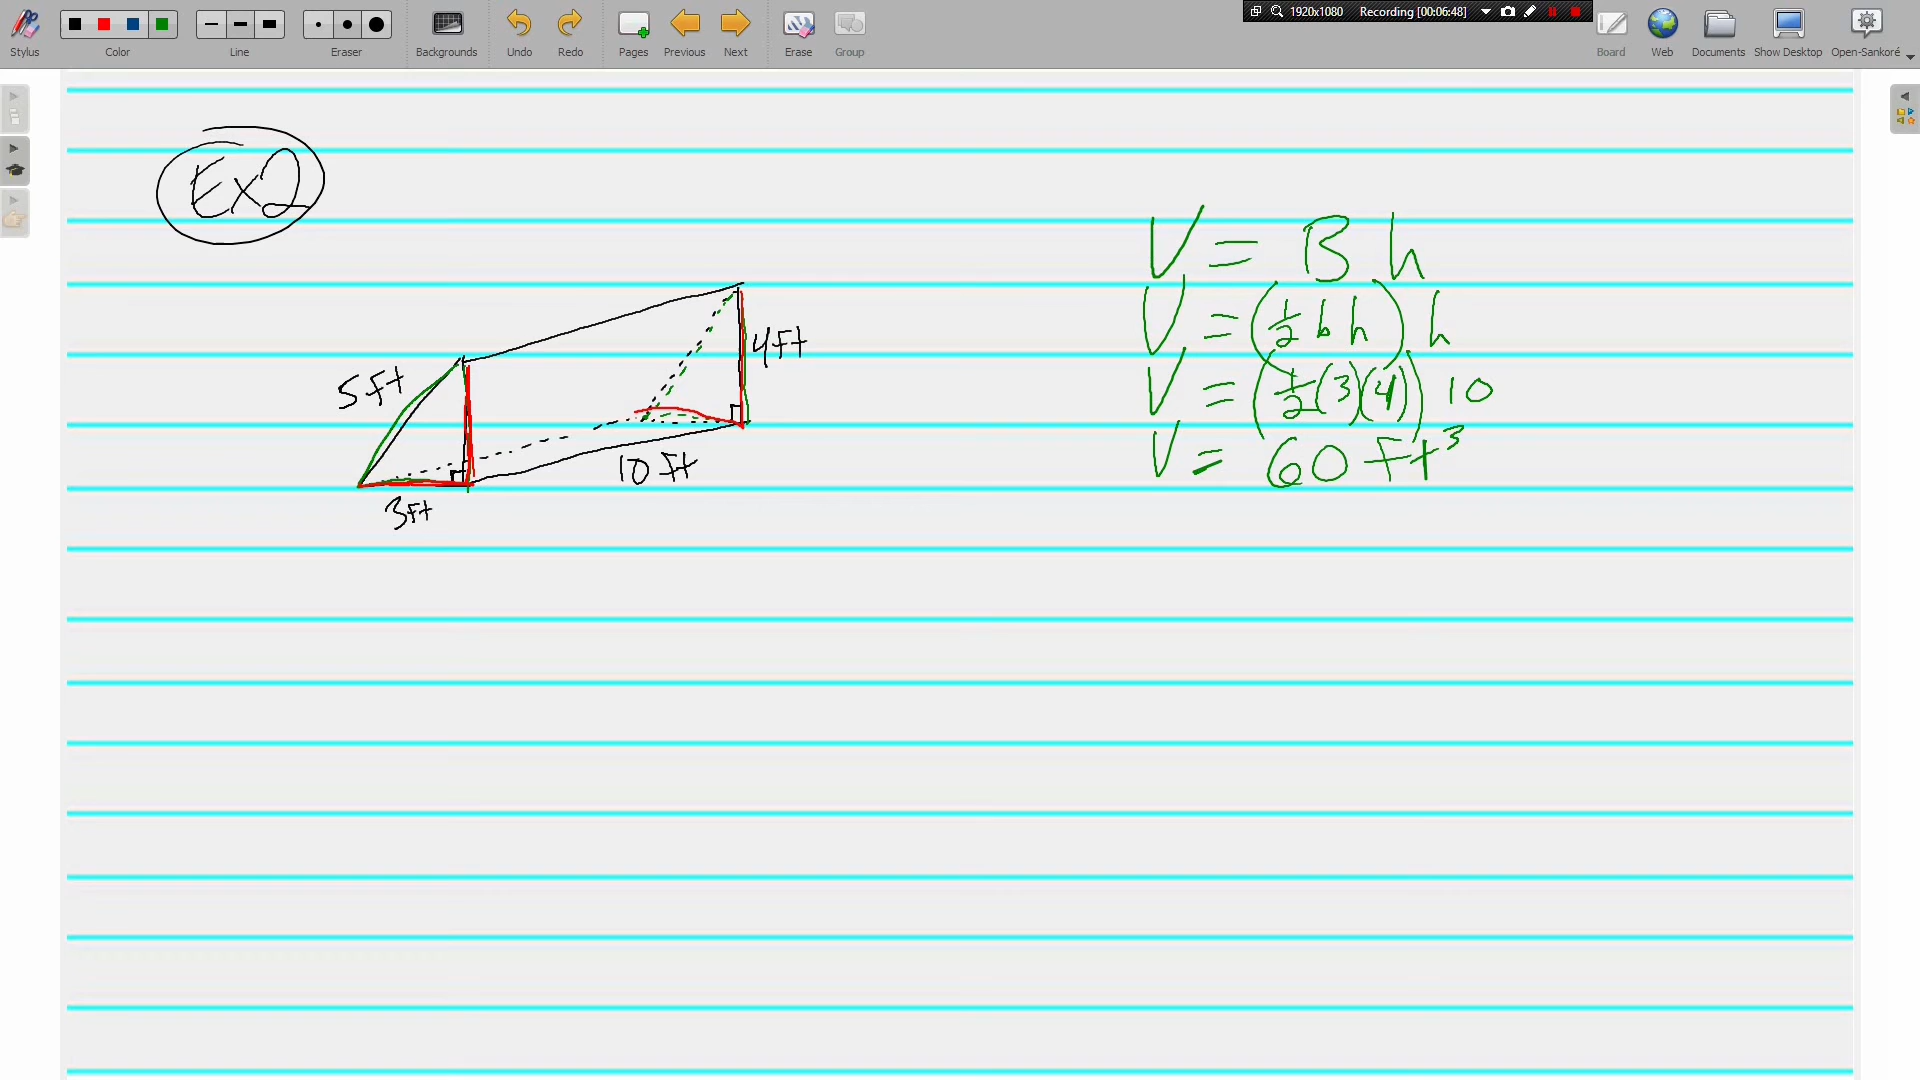 1920x1080 Recording [00:06:48]
Stylus Color Line Eraser Backgrounds Undo Redo Pages Previous Next Erase Group Board Web Documents Show Desktop Open-Sankoré
Ex2
V = B h
V = (1/2 b h) h
4ft
5ft
V = (1/2 (3)(4)) 10
10 ft
V = 60 ft³
3ft